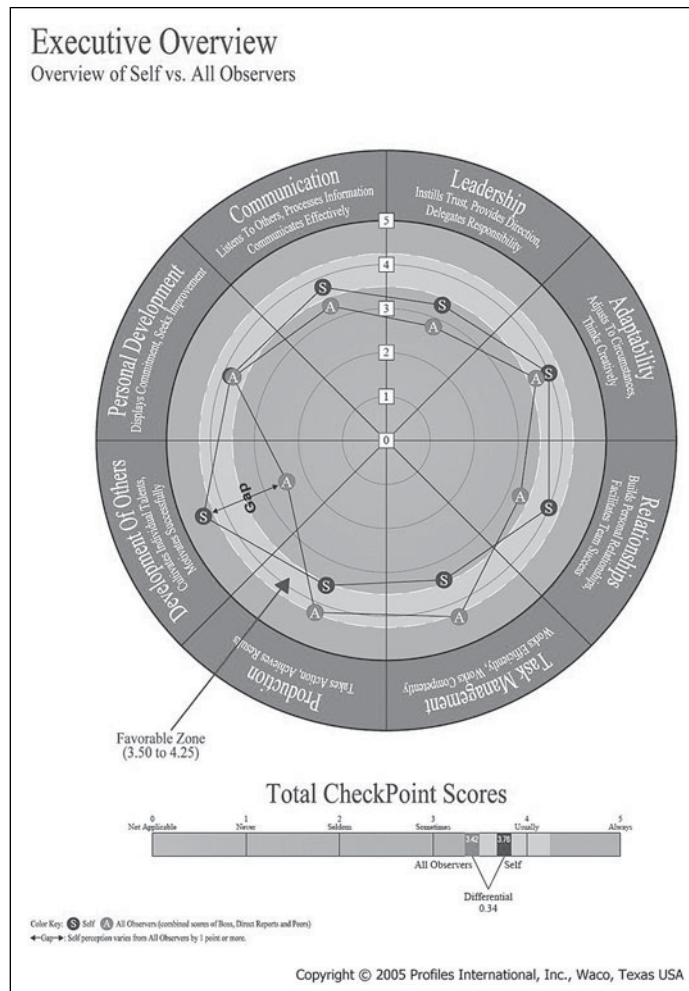 Executive Overview
Overview of Self vs. All Observers
Communication
Listens To Others, Processes Information
Communicates Effectively
Leadership
Instills Trust, Provides Direction,
Delegates Responsibility
Adaptability
Adjusts To Circumstances,
Thinks Creatively
Relationships
Builds Personal Relationships,
Facilitates Team Success
Task Management
Works Efficiently, Works Competently
Production
Takes Action, Achieves Results
Development Of Others
Cultivates Individual Talents,
Motivates Successfully
Personal Development
Displays Commitment, Seeks Improvement
5
4
3
2
1
0
S
A
S
A
S
A
S
A
S
A
S
A
S
A
A
Gap
Favorable Zone
(3.50 to 4.25)
Total CheckPoint Scores
0 1 2 3 4 5
Not Applicable Never Seldom Sometimes Usually Always
3.42 3.76
All Observers Self
Differential
0.34
Color Key: S Self A All Observers (combined scores of Boss, Direct Reports and Peers)
Gap : Self perception varies from All Observers by 1 point or more.
Copyright © 2005 Profiles International, Inc., Waco, Texas USA